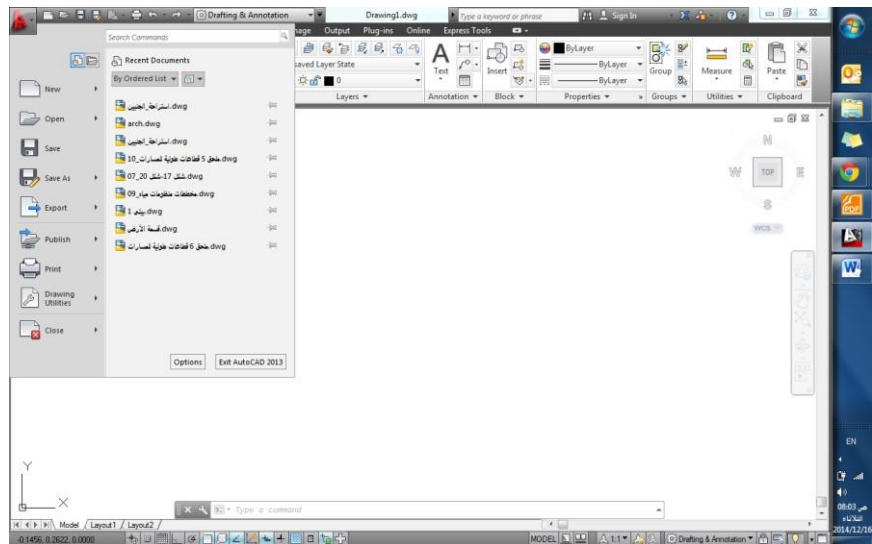 Drafting & Annotation
Drawing1.dwg
Type a keyword or phrase
Sign In
Output Plug-ins Online Express Tools
Search Commands
Recent Documents
By Ordered List
New
Open
Save
Save As
Export
Publish
Print
Drawing Utilities
Close
استراحة_الجنين.dwg
arch.dwg
استراحة_الجنين.dwg
ملحق 5 قطاعات طولية لمسارات_10.dwg
شكل 17-شكل 20_07.dwg
مخططات منظومات مياه_09.dwg
بيتي 1.dwg
قسمة الأرض.dwg
ملحق 6 قطاعات طولية لمسارات.dwg
Options
Exit AutoCAD 2013
Layer State
0
Layers
Text
Annotation
Insert
Block
ByLayer
ByLayer
ByLayer
Properties
Group
Groups
Measure
Utilities
Paste
Clipboard
N
W TOP E
S
WCS
Y
X
Type a command
Model Layout1 Layout2
-0.1456, 0.2622, 0.0000
MODEL
1:1
Drafting & Annotation
PDF
W
EN
08:03 ص
الثلاثاء
2014/12/16